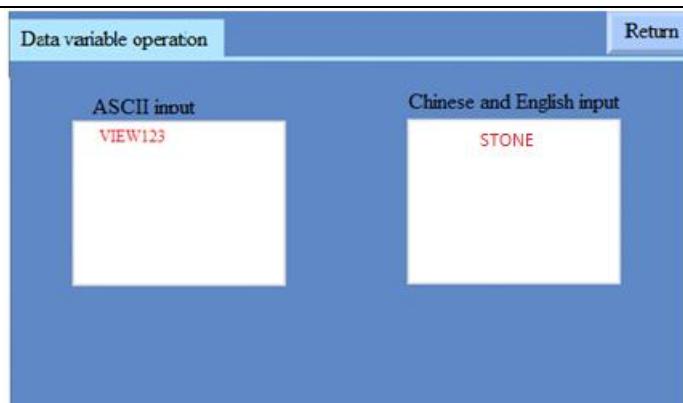 Data variable operation
Return
ASCII input
Chinese and English input
VIEW123
STONE